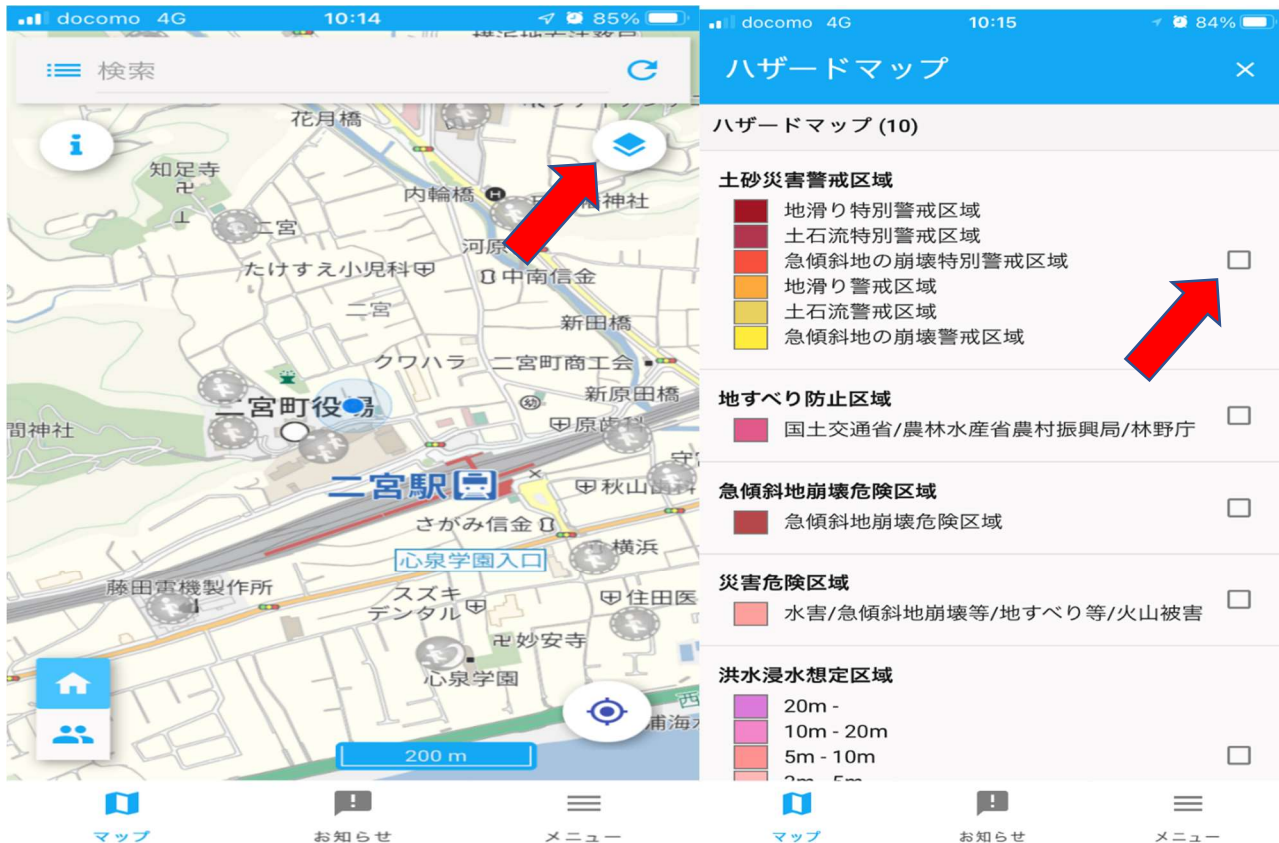 docomo 4G
10:14
85%
検索
花月橋
知足寺
内輪橋
神社
二宮
河原
たけすえ小児科
中南信金
二宮
新田橋
クワハラ
二宮町商工会
新原田橋
二宮町役場
原歯科
間神社
二宮駅
秋山歯科
さがみ信金
横浜
心泉学園入口
藤田電機製作所
スズキ
デンタル
住田医
妙安寺
心泉学園
西
浦海
200 m
マップ
お知らせ
メニュー
docomo 4G
10:15
84%
ハザードマップ
×
ハザードマップ (10)
土砂災害警戒区域
地滑り特別警戒区域
土石流特別警戒区域
急傾斜地の崩壊特別警戒区域
地滑り警戒区域
土石流警戒区域
急傾斜地の崩壊警戒区域
地すべり防止区域
国土交通省/農林水産省農村振興局/林野庁
急傾斜地崩壊危険区域
急傾斜地崩壊危険区域
災害危険区域
水害/急傾斜地崩壊等/地すべり等/火山被害
洪水浸水想定区域
20m -
10m - 20m
5m - 10m
マップ
お知らせ
メニュー